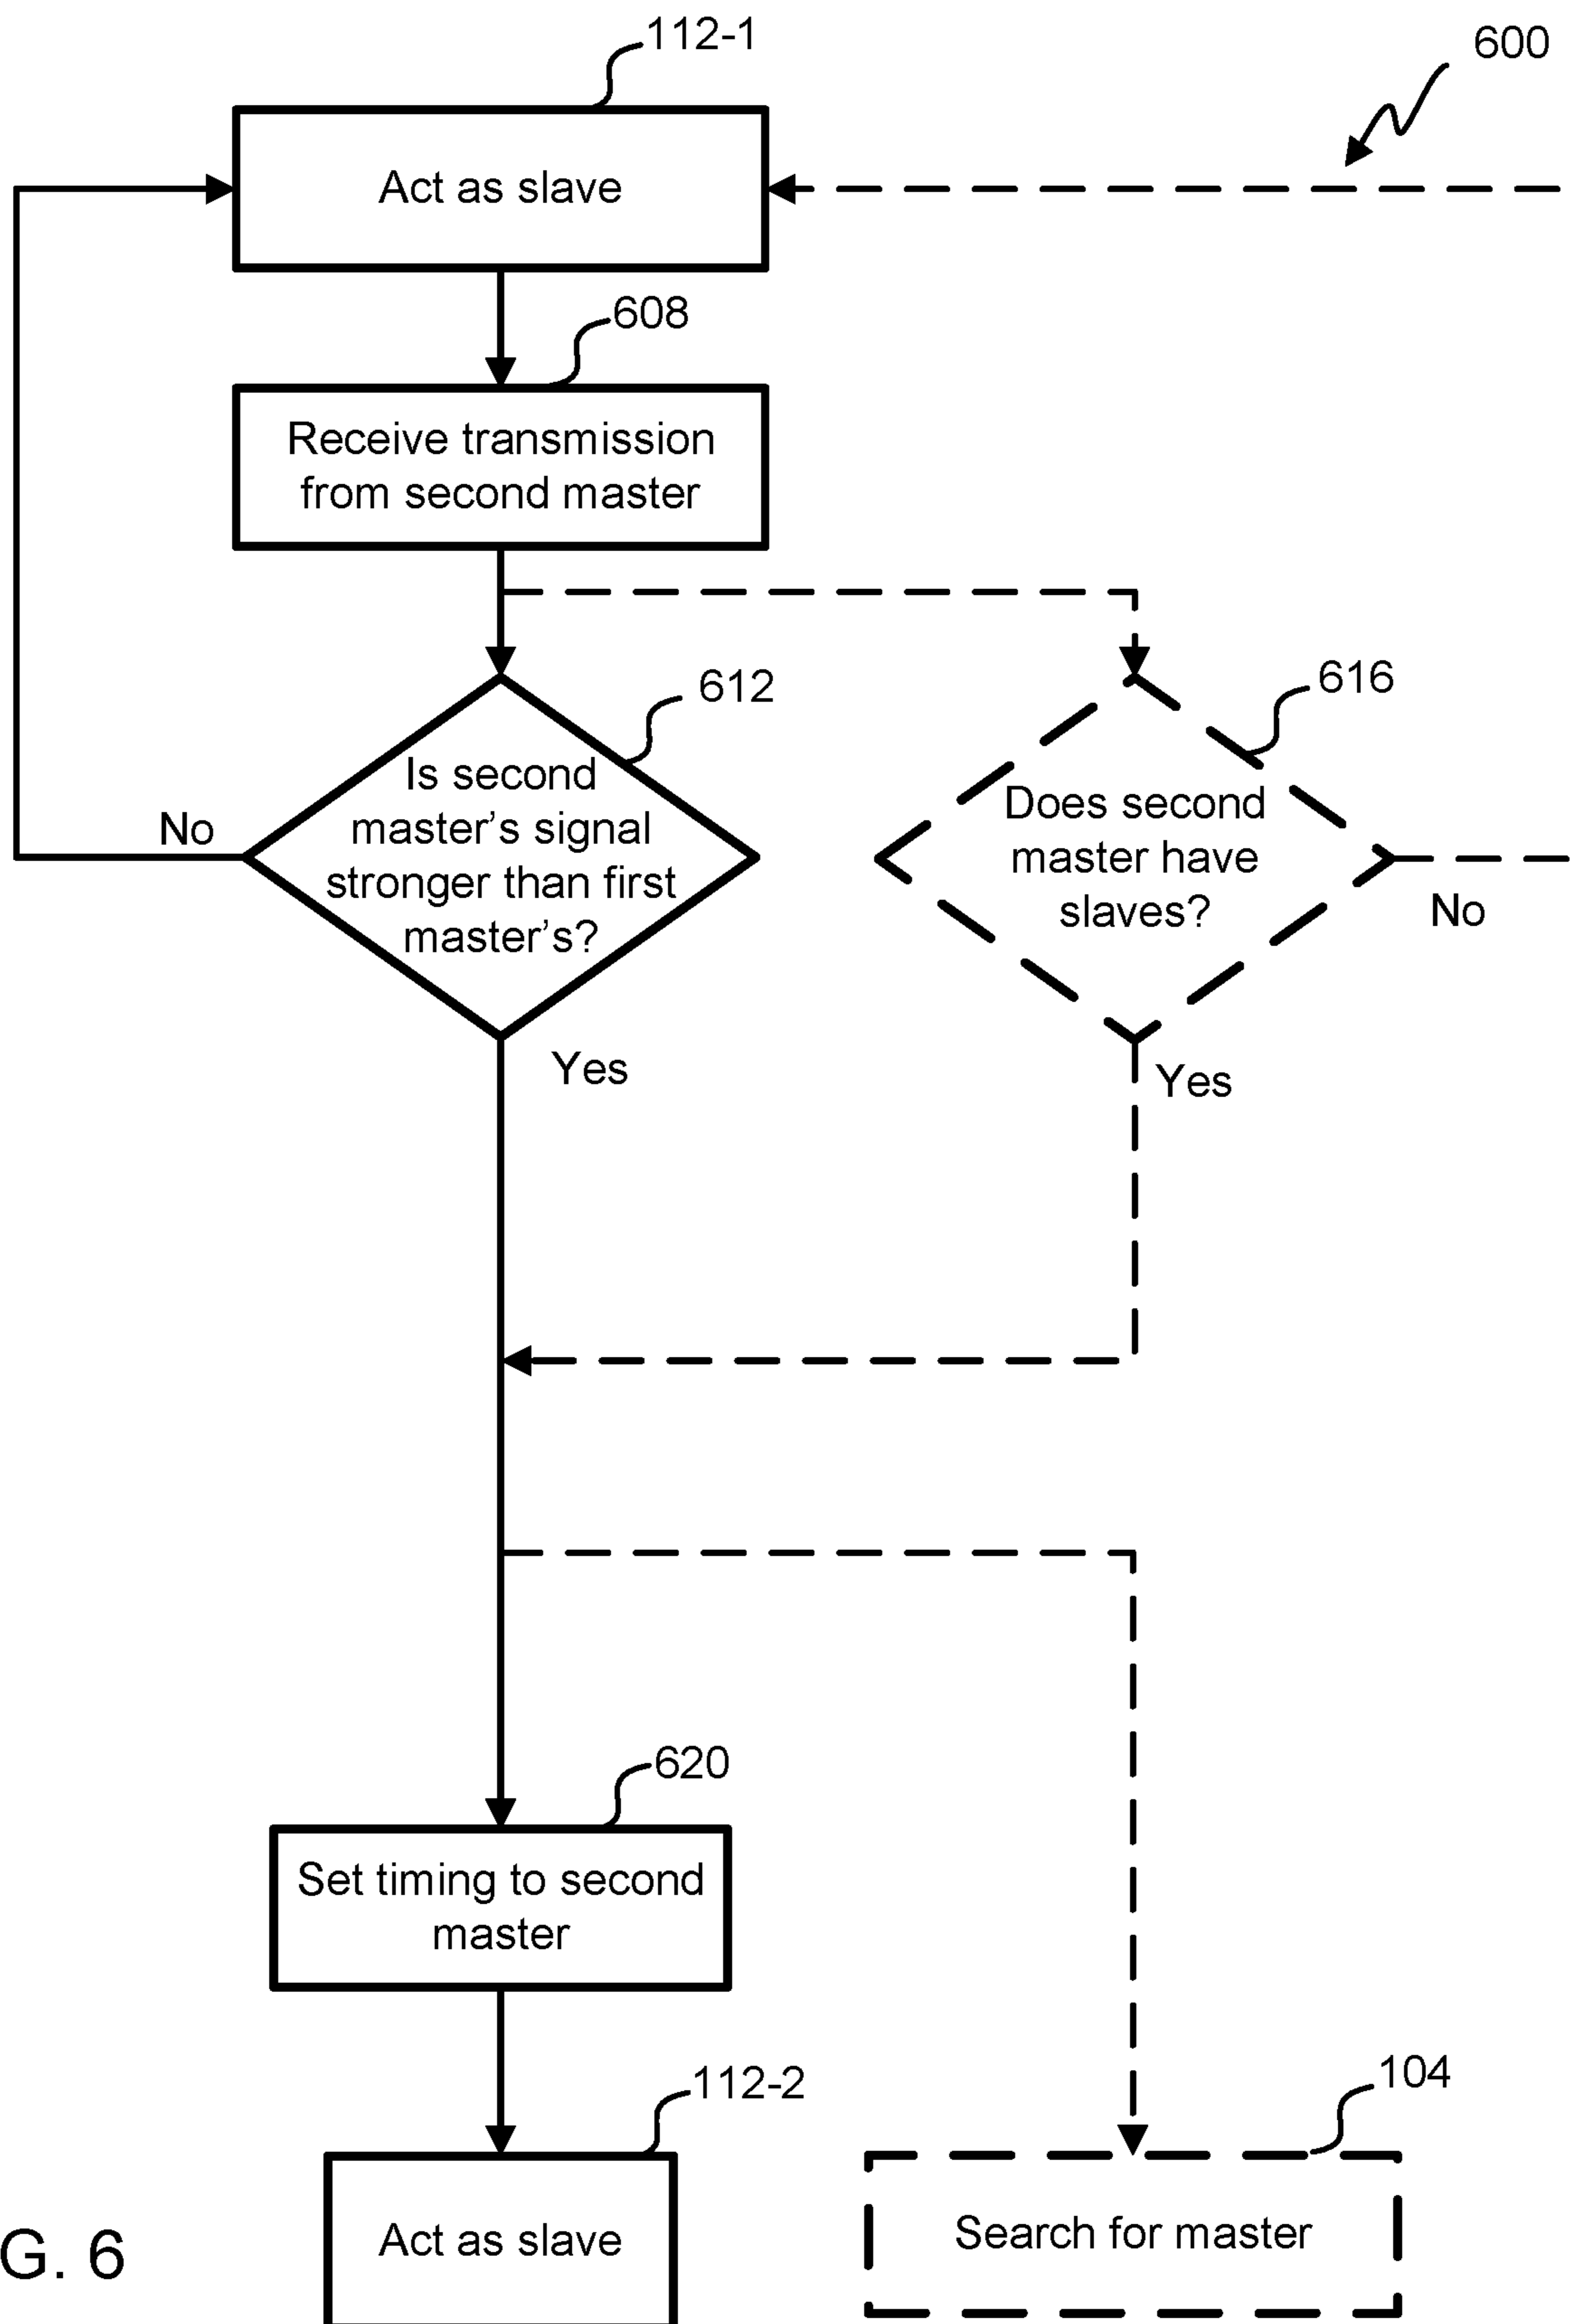 112-1
600
Act as slave
608
Receive transmission
from second master
612
616
Is second
master's signal
stronger than first
master's?
No
Does second
master have
slaves?
No
Yes
Yes
620
Set timing to second
master
112-2
104
Act as slave
Search for master
G. 6